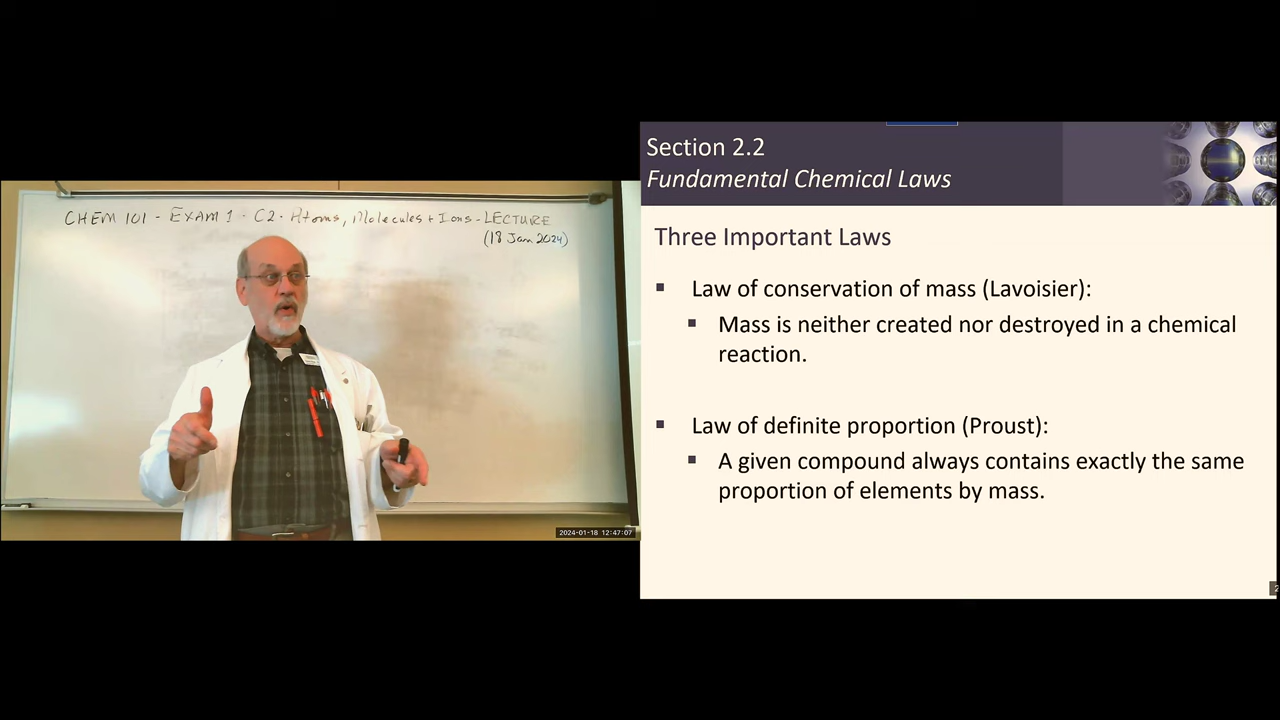 CHEM 101 - EXAM 1 - C2 - Atoms, Molecules + Ions - LECTURE
(18 Jan 2024)
2024-01-18 12:47:07
Section 2.2
Fundamental Chemical Laws
Three Important Laws
▪ Law of conservation of mass (Lavoisier):
▪ Mass is neither created nor destroyed in a chemical
reaction.
▪ Law of definite proportion (Proust):
▪ A given compound always contains exactly the same
proportion of elements by mass.